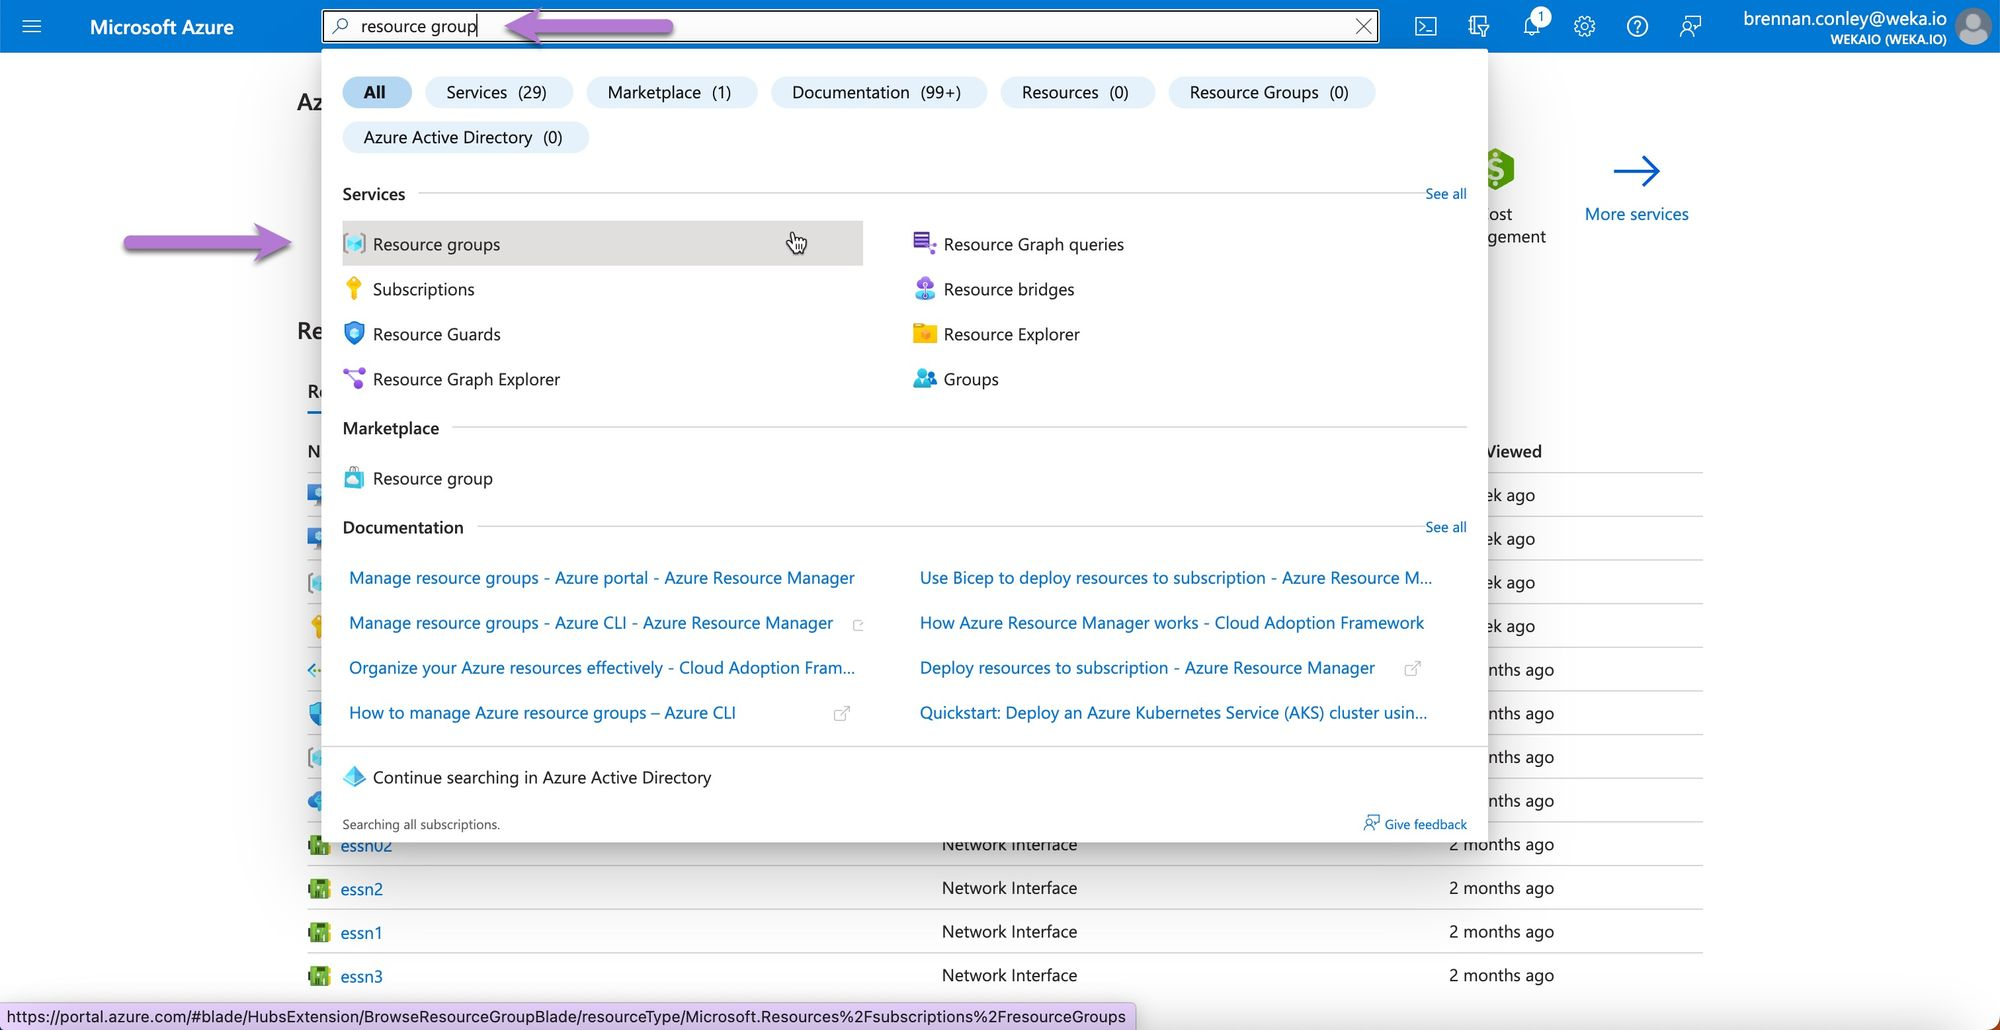 Microsoft Azure
resource group
1
brennan.conley@weka.io
WEKAIO (WEKA.IO)
Az
All
Services (29)
Marketplace (1)
Documentation (99+)
Resources (0)
Resource Groups (0)
Azure Active Directory (0)
Services
See all
ost
gement
More services
Resource groups
Resource Graph queries
Subscriptions
Resource bridges
Re
Resource Guards
Resource Explorer
Resource Graph Explorer
Groups
Re
Marketplace
N
Viewed
Resource group
ek ago
Documentation
See all
ek ago
Manage resource groups - Azure portal - Azure Resource Manager
Use Bicep to deploy resources to subscription - Azure Resource M...
ek ago
Manage resource groups - Azure CLI - Azure Resource Manager
How Azure Resource Manager works - Cloud Adoption Framework
ek ago
Organize your Azure resources effectively - Cloud Adoption Fram...
Deploy resources to subscription - Azure Resource Manager
nths ago
How to manage Azure resource groups – Azure CLI
Quickstart: Deploy an Azure Kubernetes Service (AKS) cluster usin...
nths ago
nths ago
Continue searching in Azure Active Directory
nths ago
Searching all subscriptions.
Give feedback
essn02
Network Interface
2 months ago
essn2
Network Interface
2 months ago
essn1
Network Interface
2 months ago
essn3
Network Interface
2 months ago
https://portal.azure.com/#blade/HubsExtension/BrowseResourceGroupBlade/resourceType/Microsoft.Resources%2Fsubscriptions%2FresourceGroups